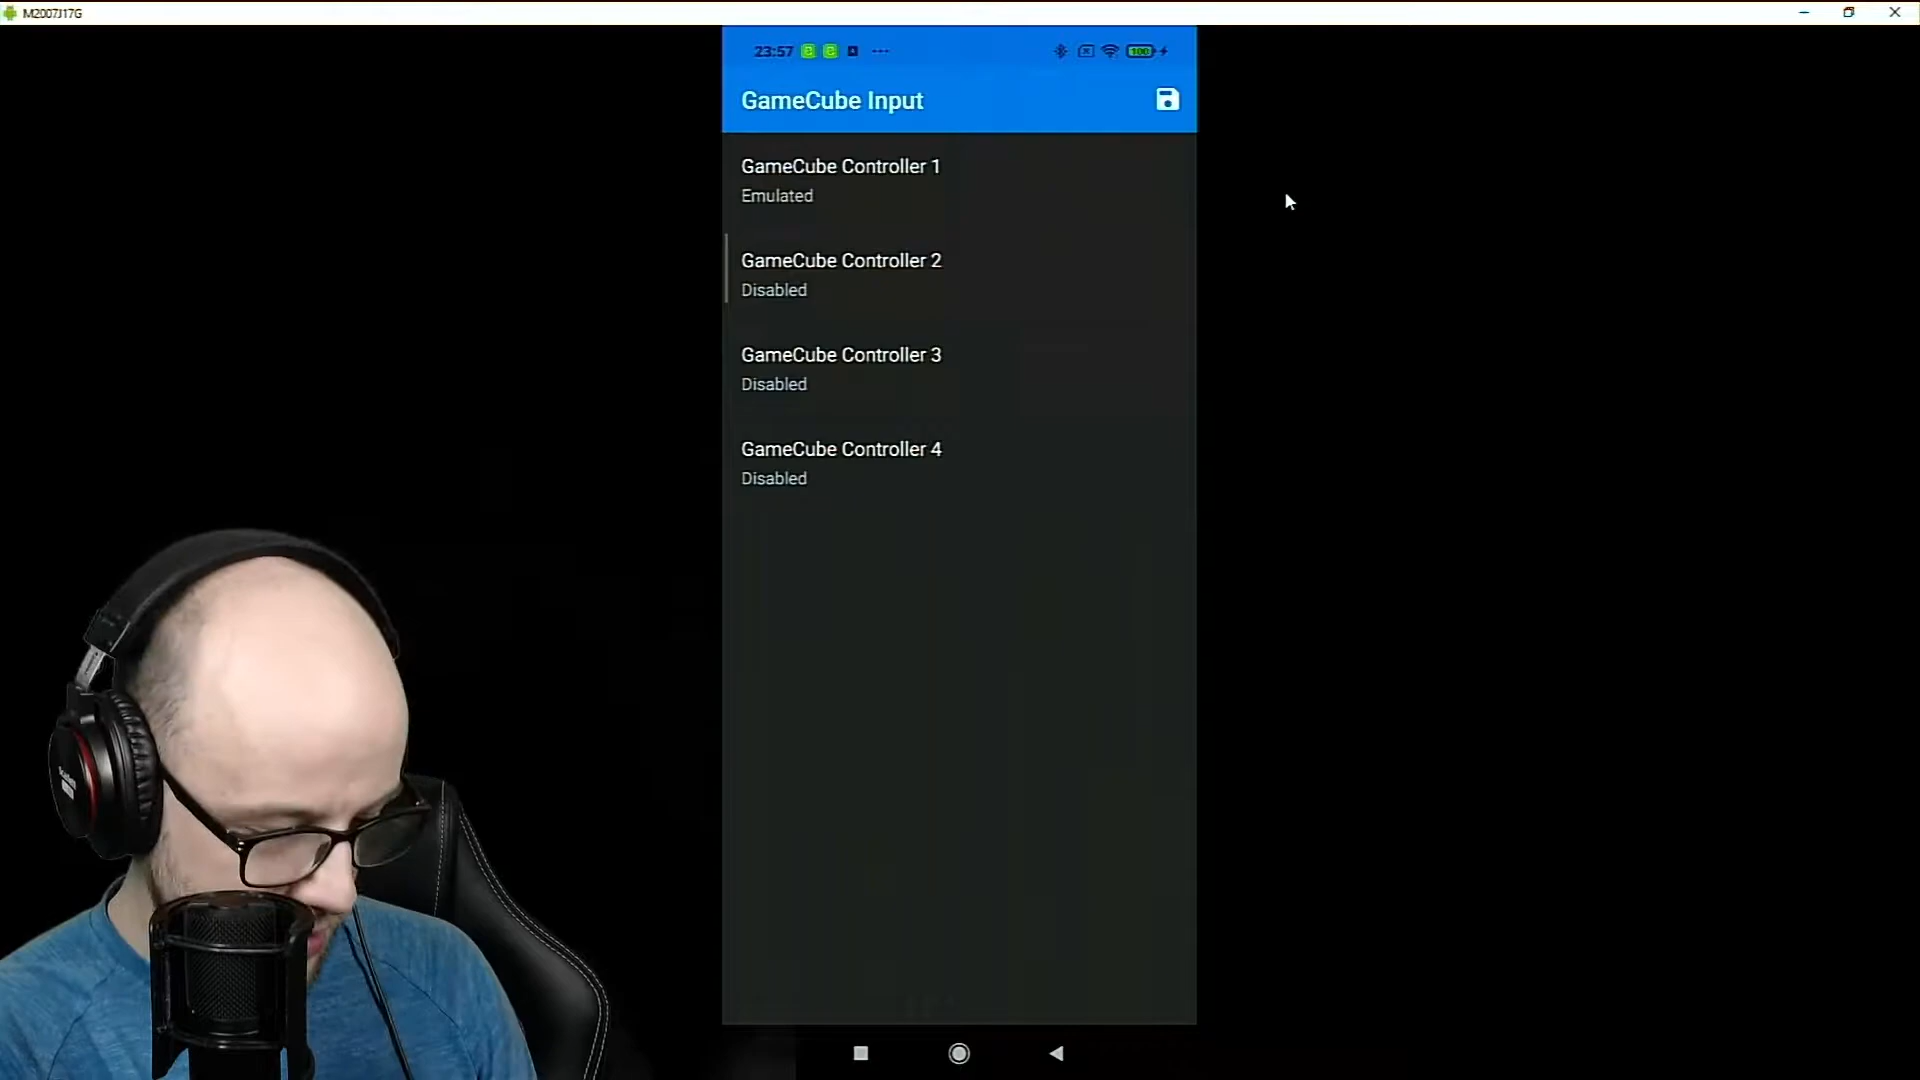 M2007J17G
23:57
100
GameCube Input
GameCube Controller 1
Emulated
GameCube Controller 2
Disabled
GameCube Controller 3
Disabled
GameCube Controller 4
Disabled